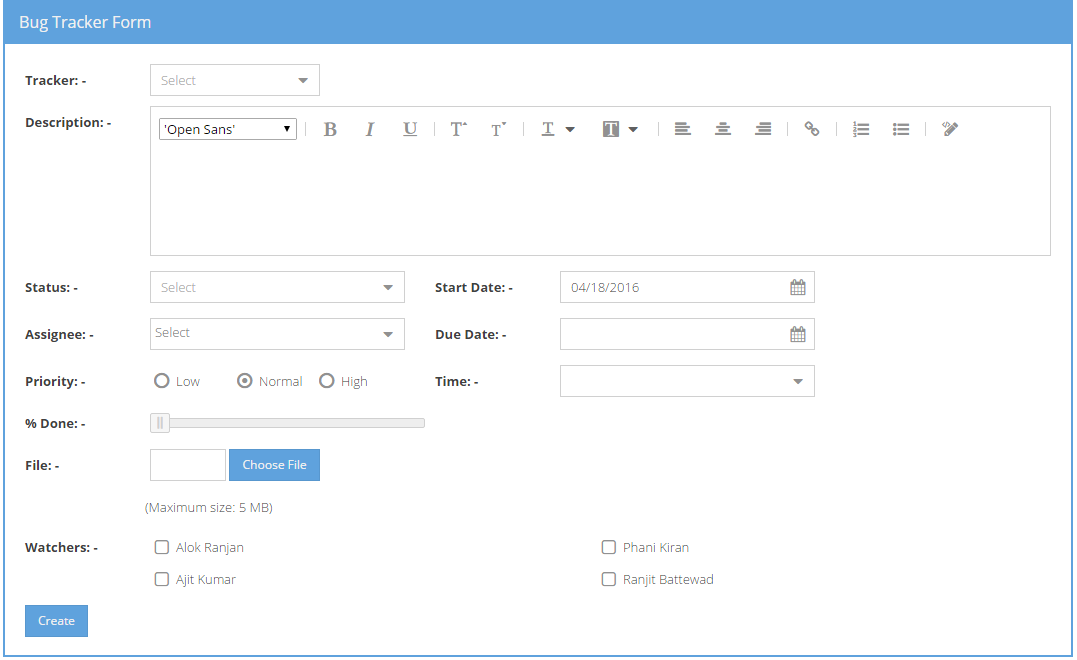 Bug Tracker Form
Tracker: - Select
Description: - 'Open Sans' B I U T T T T
Status: - Select Start Date: - 04/18/2016
Assignee: - Select Due Date: -
Priority: - Low Normal High Time: -
% Done: -
File: - Choose File
(Maximum size: 5 MB)
Watchers: - Alok Ranjan Phani Kiran
Ajit Kumar Ranjit Battewad
Create